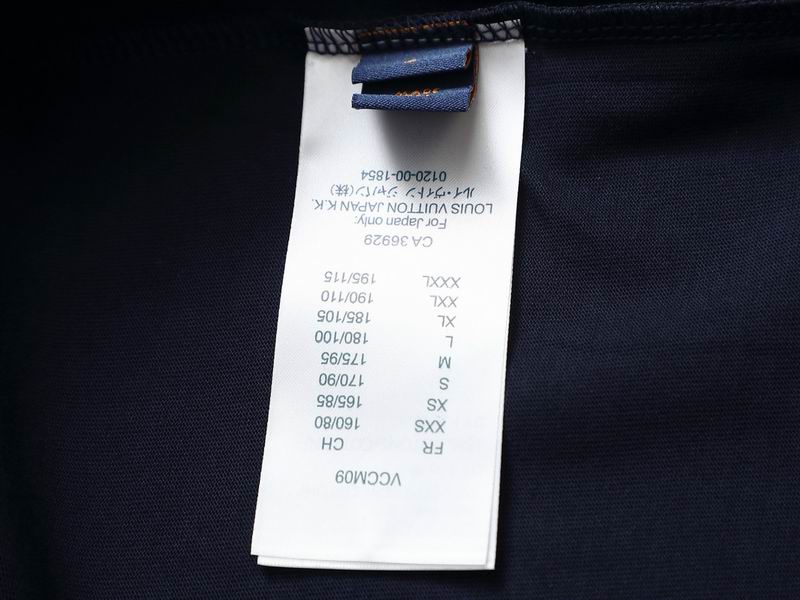 VCCM09
FR CH
XXS 160/80
XS 165/85
S 170/90
M 175/95
L 180/100
XL 185/105
XXL 190/110
XXXL 195/115
CA 36929
For Japan only:
LOUIS VUITTON JAPAN K.K.
ルイ・ヴィトン ジャパン(株)
0120-00-1854